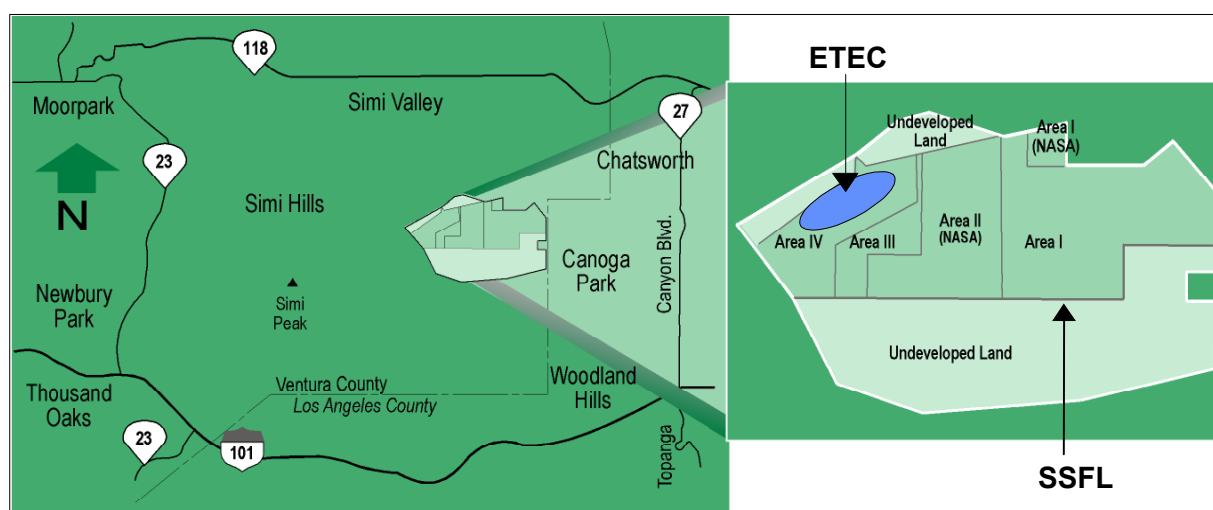 118
Moorpark
Simi Valley
27
23
Chatsworth
N
Simi Hills
Canoga
Park
Canyon Blvd.
Newbury
Park
Simi
Peak
Ventura County
Los Angeles County
Woodland
Hills
Thousand
Oaks
23
101
Topanga
ETEC
Undeveloped
Land
Area I
(NASA)
Area IV
Area III
Area II
(NASA)
Area I
Undeveloped Land
SSFL